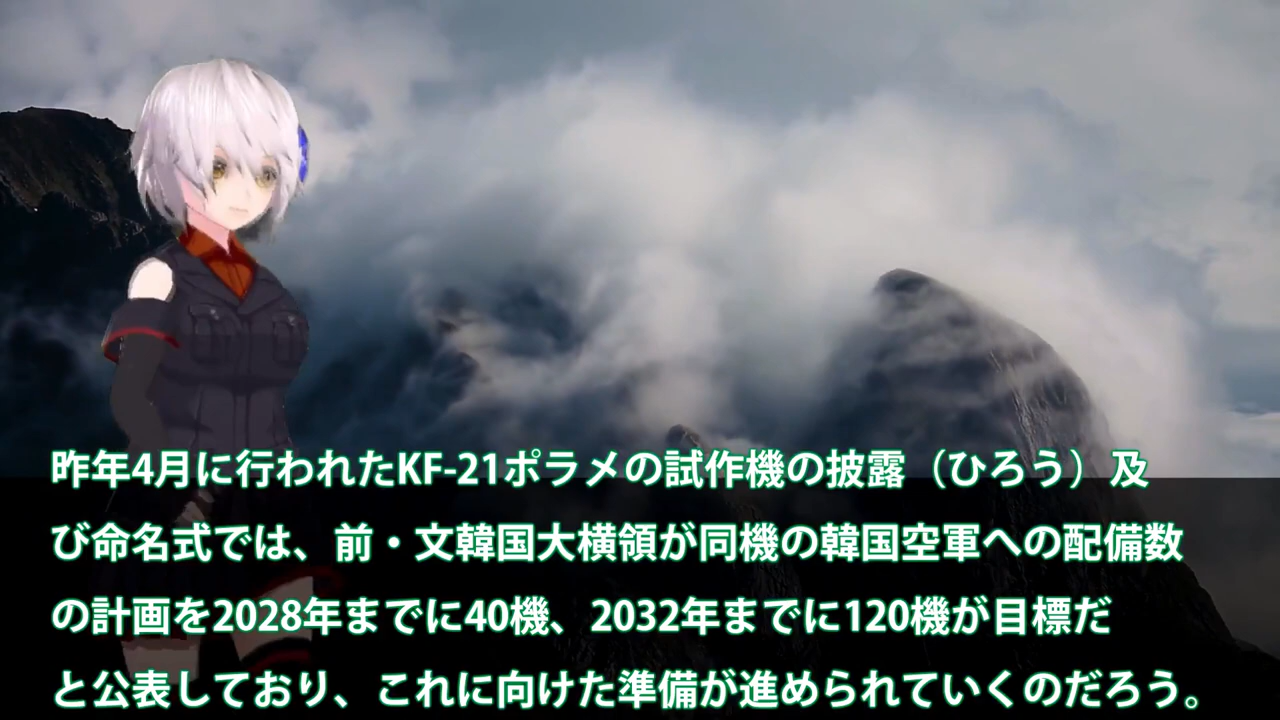 昨年4月に行われたKF-21ポラメの試作機の披露（ひろう）及
び命名式では、前・文韓国大横領が同機の韓国空軍への配備数
の計画を2028年までに40機、2032年までに120機が目標だ
と公表しており、これに向けた準備が進められていくのだろう。